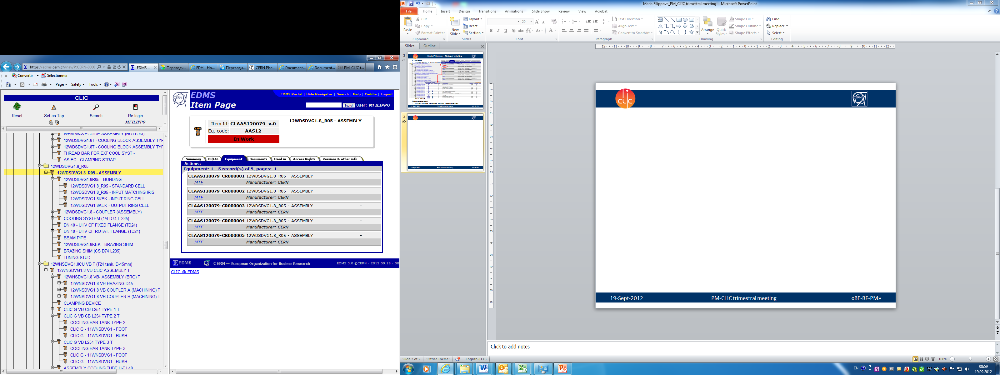 https://edms.cern.ch/nav/P:CERN-0000
EDMS ...
Переводч...
EDH - Ho...
Переводч...
CERN Pho...
Document...
Document...
PM-CLIC t...
Convertir
Sélectionner
Page
Safety
Tools
CLIC
Reset
Set as Top
Search
Re-login
MFILIPPO
WFM WAVEGUIDE ASSEMBLY (BOTTOM)
12WDSDVG1.8T - COOLING BLOCK ASSEMBLY TYP
12WDSDVG1.8T - COOLING BLOCK ASSEMBLY TYP
THREAD BAR FOR EXT COOL SYST -
AS EC - CLAMPING STRAP -
12WDSDVG1.8_R05
12WDSDVG1.8_R05 - ASSEMBLY
12WDSDVG1.8R05 - BONDING
12WDSDVG1.8_R05 - STANDARD CELL
12WDSDVG1.8_R05 - INPUT MATCHING IRIS
12WDSDVG1.8KEK - INPUT RING CELL
12WDSDVG1.8KEK - OUTPUT RING CELL
12WDSDVG1.8 - COUPLER (ASSEMBLY)
COOLING SYSTEM (1/4 D74 L 235)
DN 40 - UHV CF FIXED FLANGE (TD24)
DN 40 - UHV CF ROTAT. FLANGE (TD24)
BEAM PIPE
12WDSDVG1.8KEK - BRAZING SHIM
BRAZING SHIM (CS D74 L235)
TUNING STUD
12WNSDVG1.8CU VB T (T24 tank, D-45mm)
12WNSDVG1.8 VB CLIC ASSEMBLY T
12WNSDVG1.8 VB- ASSEMBLY (BRG) T
12WNSDVG1.8 VB BRAZING D45
12WNSDVG1.8 VB COUPLER A (MACHINING) T
12WNSDVG1.8 VB COUPLER B (MACHINING) T
CLAMPING DEVICE
CLIC G VB CB L254 TYPE 1 T
CLIC G VB CB L254 TYPE 2 T
COOLING BAR TANK TYPE 2
CLIC G - 11WNSDVG1 - FOOT
CLIC G - 11WNSDVG1 - BUSH
CLIC G VB L254 TYPE 3 T
COOLING BAR TANK TYPE 3
CLIC G - 11WNSDVG1 - FOOT
CLIC G - 11WNSDVG1 - BUSH
ASSEMBLY COOLING TUBE U-T L48
CERN
EDMS
Item Page
EDMS Portal | Hide Navigator | Search | Help | Caddie | Logout
Search User: MFILIPPO
Item Id: CLAAS120079 v.0
12WDSDVG1.8_R05 - ASSEMBLY
Eq. code: AAS12
In Work
Summary
B.O.M.
Equipment
Documents
Used in
Access Rights
Versions & other info
Actions:
Equipment: 1...5 record(s) of 5, pages: 1
CLAAS120079-CR000001 12WDSDVG1.8_R05 - ASSEMBLY -
MTF Manufacturer: CERN
CLAAS120079-CR000002 12WDSDVG1.8_R05 - ASSEMBLY -
MTF Manufacturer: CERN
CLAAS120079-CR000003 12WDSDVG1.8_R05 - ASSEMBLY -
MTF Manufacturer: CERN
CLAAS120079-CR000004 12WDSDVG1.8_R05 - ASSEMBLY -
MTF Manufacturer: CERN
CLAAS120079-CR000005 12WDSDVG1.8_R05 - ASSEMBLY -
MTF Manufacturer: CERN
EDMS
CERN — European Organization for Nuclear Research
EDMS 5.0 ©CERN - 2012.09.19 - 08
CLIC @ EDMS
Maria Filippova_PM_CLIC trimestral meeting - Microsoft PowerPoint
File
Home
Insert
Design
Transitions
Animations
Slide Show
Review
View
Acrobat
Paste
Cut
Copy
Format Painter
Clipboard
New Slide
Layout
Reset
Section
Slides
20
Font
Text Direction
Align Text
Convert to SmartArt
Paragraph
Arrange
Quick Styles
Shape Fill
Shape Outline
Shape Effects
Drawing
Find
Replace
Select
Editing
Slides
Outline
1
Maria Filippova – Status of activities
2
clic
CERN
19-Sept-2012
PM-CLIC trimestral meeting
«BE-RF-PM»
Click to add notes
Slide 2 of 2
"Office Theme"
English (U.K.)
100%
EN
08:59
19.09.2012